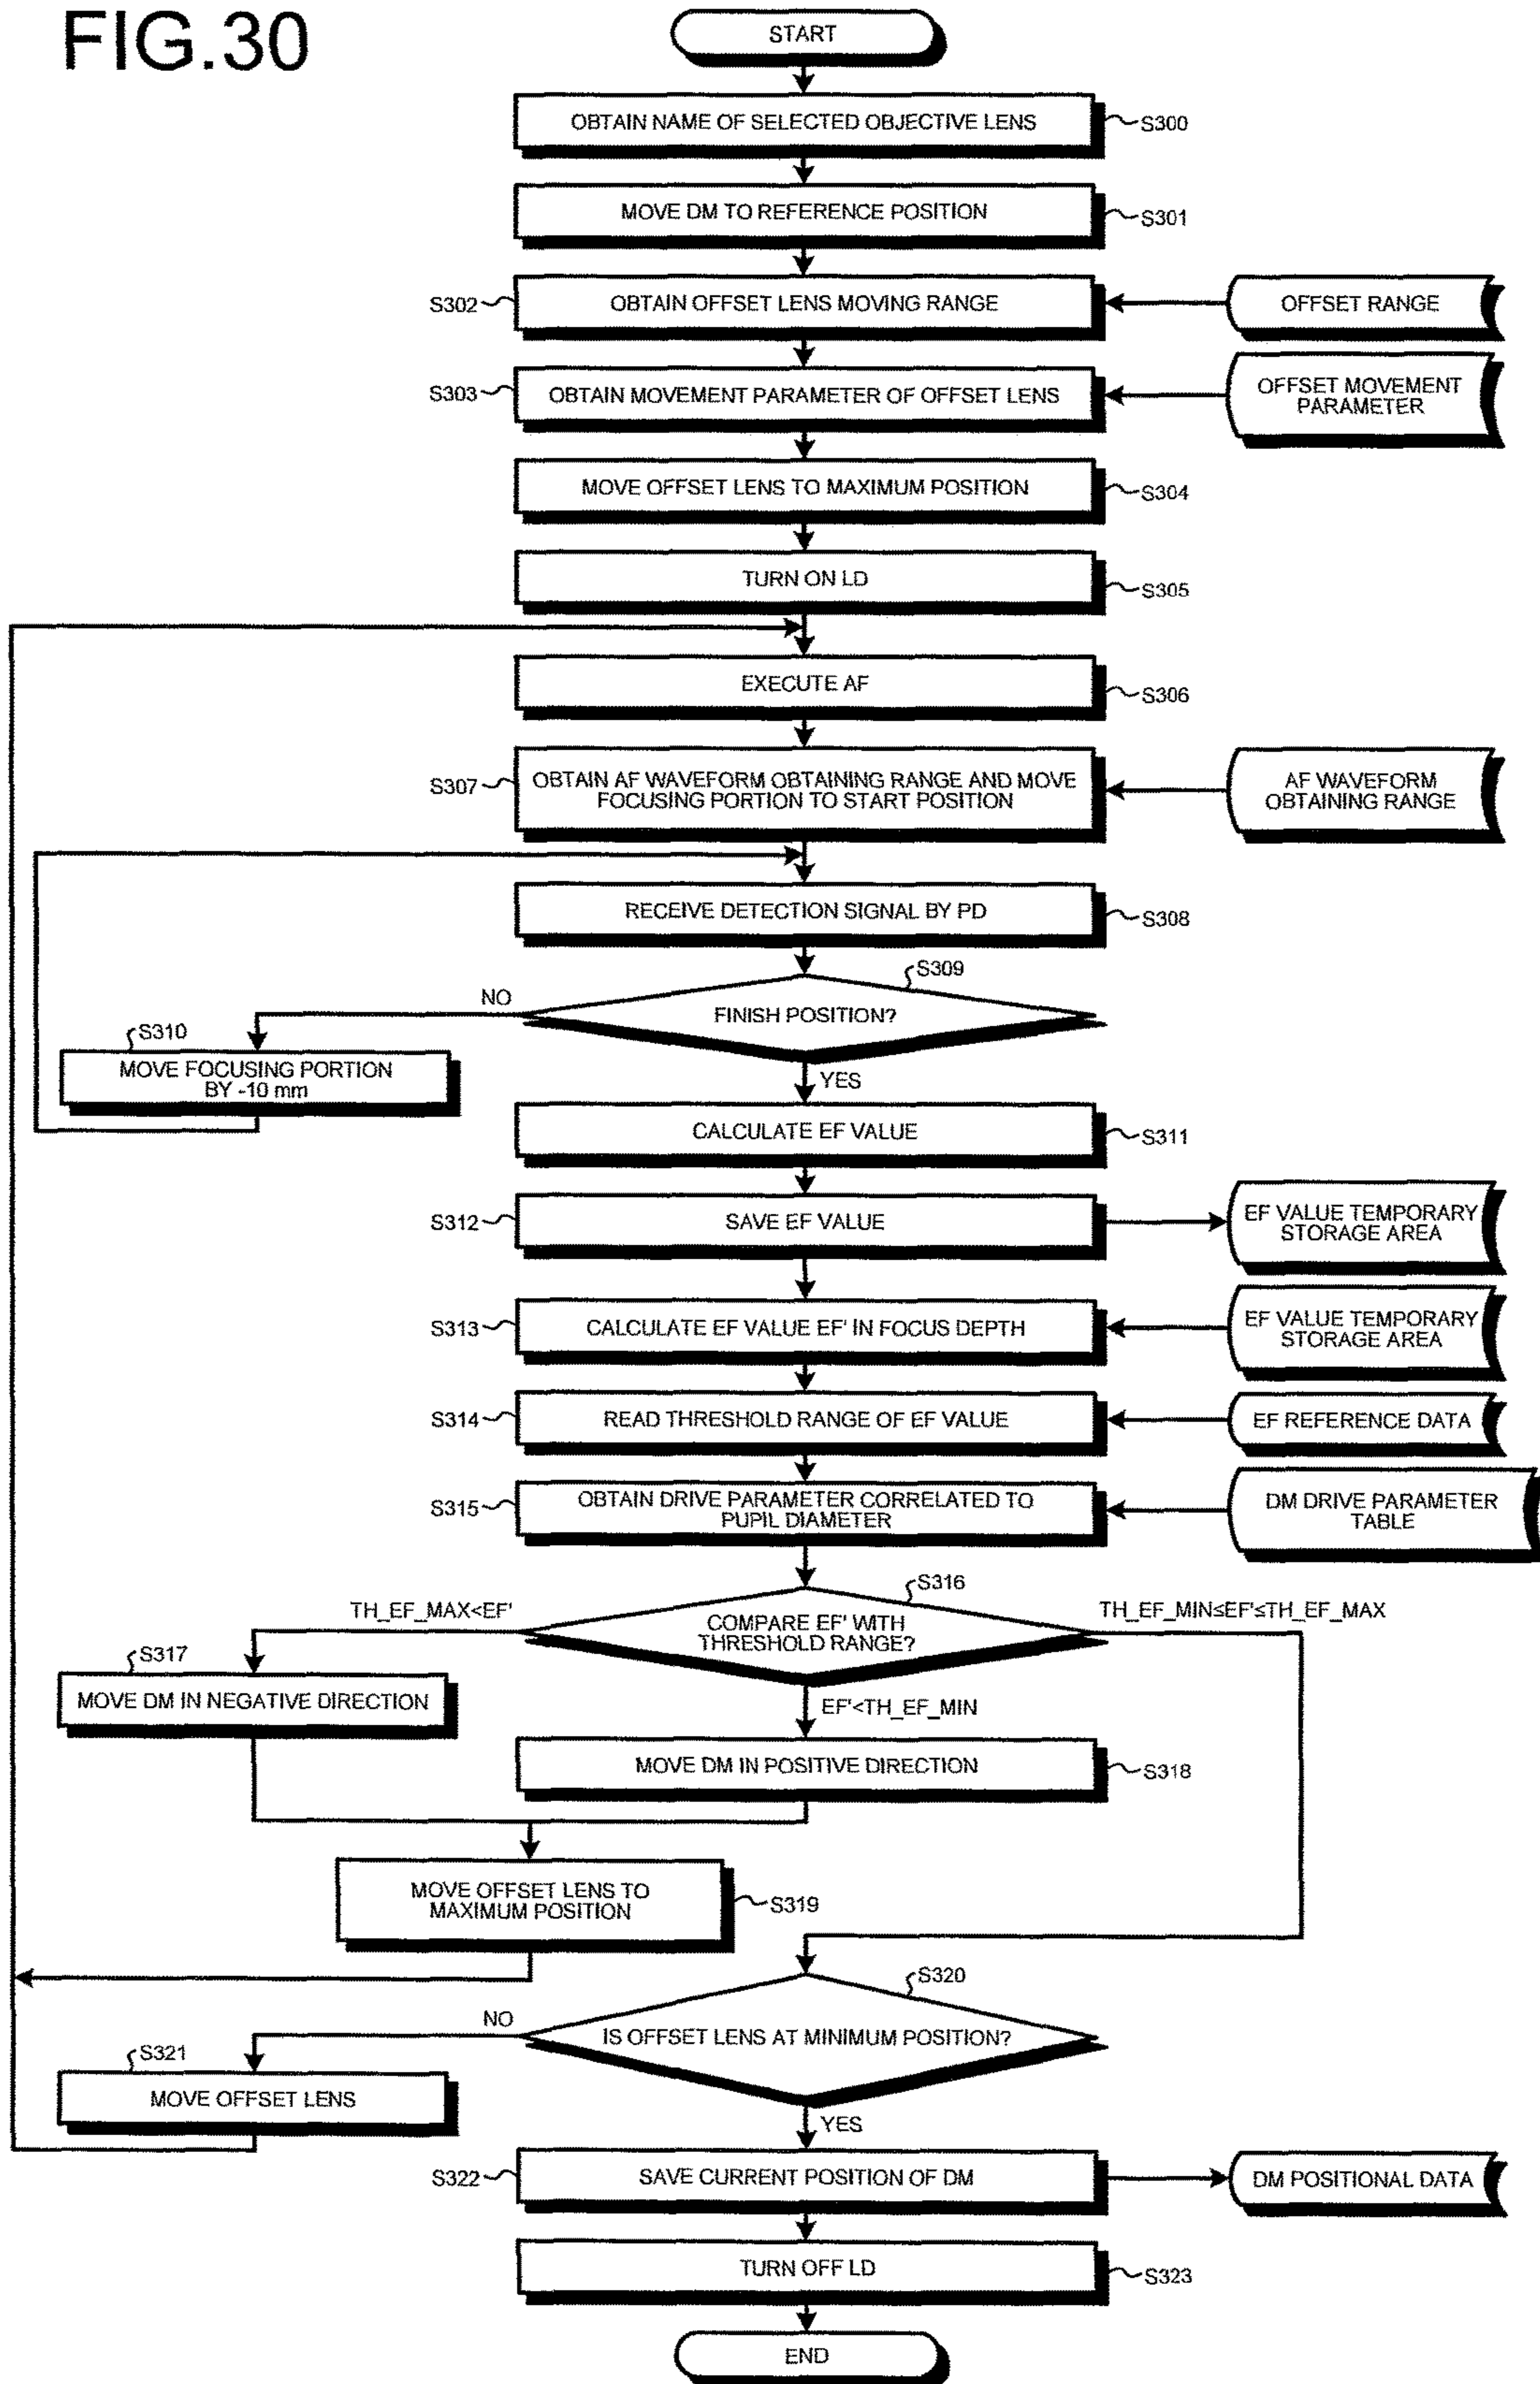 FIG.30
START
OBTAIN NAME OF SELECTED OBJECTIVE LENS
S300
MOVE DM TO REFERENCE POSITION
S301
S302
OBTAIN OFFSET LENS MOVING RANGE
OFFSET RANGE
S303
OBTAIN MOVEMENT PARAMETER OF OFFSET LENS
OFFSET MOVEMENT
PARAMETER
MOVE OFFSET LENS TO MAXIMUM POSITION
S304
TURN ON LD
S305
EXECUTE AF
S306
S307
OBTAIN AF WAVEFORM OBTAINING RANGE AND MOVE
FOCUSING PORTION TO START POSITION
AF WAVEFORM
OBTAINING RANGE
RECEIVE DETECTION SIGNAL BY PD
S308
S309
FINISH POSITION?
NO
S310
MOVE FOCUSING PORTION
BY -10 mm
YES
CALCULATE EF VALUE
S311
S312
SAVE EF VALUE
EF VALUE TEMPORARY
STORAGE AREA
S313
CALCULATE EF VALUE EF' IN FOCUS DEPTH
EF VALUE TEMPORARY
STORAGE AREA
S314
READ THRESHOLD RANGE OF EF VALUE
EF REFERENCE DATA
S315
OBTAIN DRIVE PARAMETER CORRELATED TO
PUPIL DIAMETER
DM DRIVE PARAMETER
TABLE
S316
TH_EF_MAX<EF'
COMPARE EF' WITH
THRESHOLD RANGE?
TH_EF_MIN≤EF'≤TH_EF_MAX
S317
MOVE DM IN NEGATIVE DIRECTION
EF'<TH_EF_MIN
MOVE DM IN POSITIVE DIRECTION
S318
MOVE OFFSET LENS TO
MAXIMUM POSITION
S319
S320
NO
IS OFFSET LENS AT MINIMUM POSITION?
S321
MOVE OFFSET LENS
YES
S322
SAVE CURRENT POSITION OF DM
DM POSITIONAL DATA
TURN OFF LD
S323
END